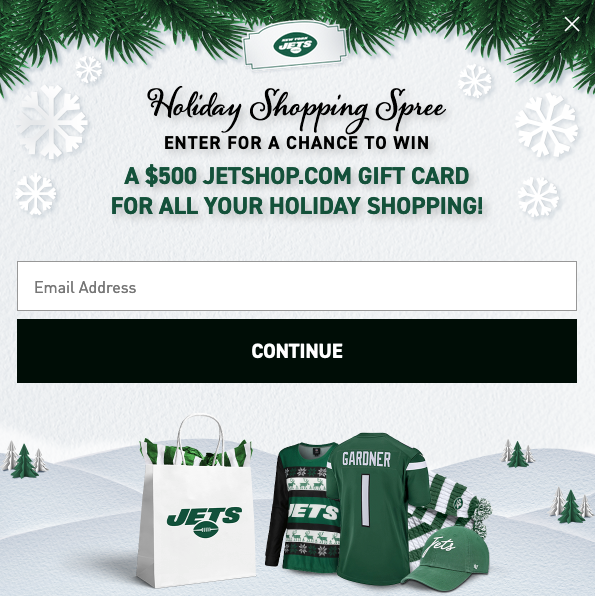 NEW YORK
JETS
Holiday Shopping Spree
ENTER FOR A CHANCE TO WIN
A $500 JETSHOP.COM GIFT CARD
FOR ALL YOUR HOLIDAY SHOPPING!
Email Address
CONTINUE
JETS
JETS
GARDNER
1
Jets